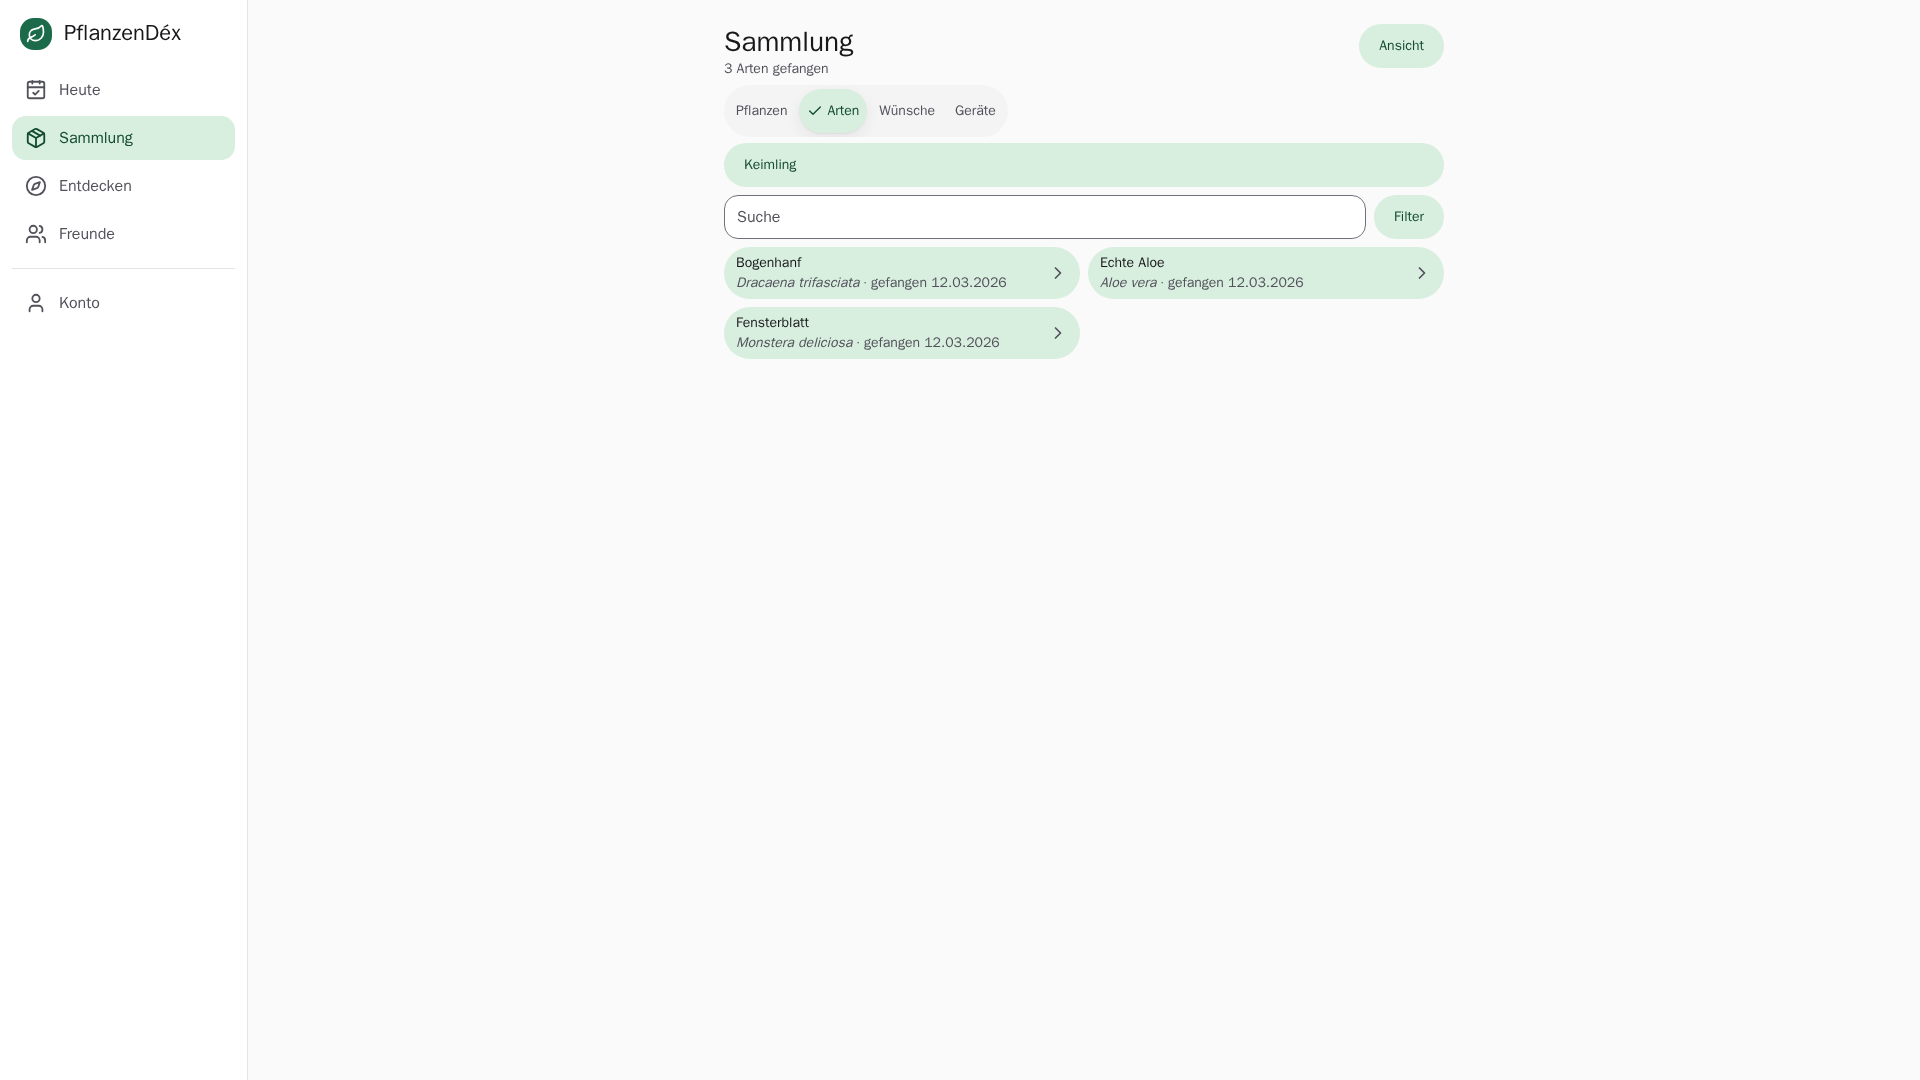 PflanzenDéx
Heute
Sammlung
Entdecken
Freunde
Konto
Sammlung
3 Arten gefangen
Ansicht
Pflanzen
Arten
Wünsche
Geräte
Keimling
Suche
Filter
Bogenhanf
Dracaena trifasciata · gefangen 12.03.2026
Echte Aloe
Aloe vera · gefangen 12.03.2026
Fensterblatt
Monstera deliciosa · gefangen 12.03.2026